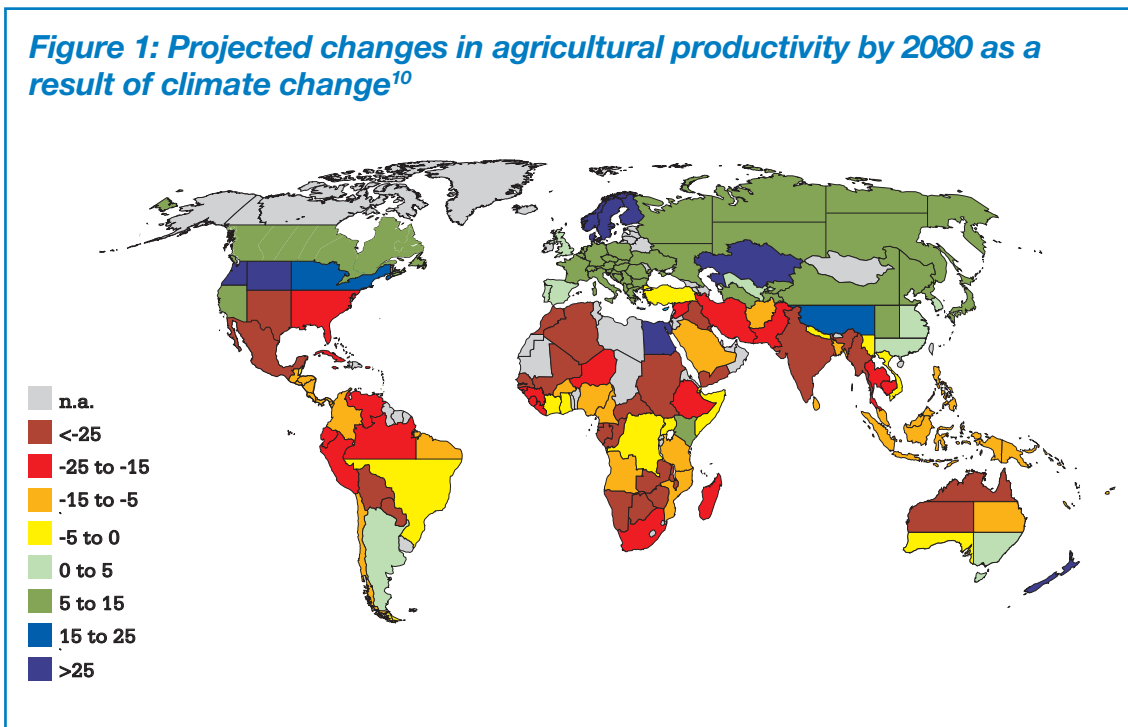 Figure 1: Projected changes in agricultural productivity by 2080 as a
result of climate change10
n.a.
<-25
-25 to -15
-15 to -5
-5 to 0
0 to 5
5 to 15
15 to 25
>25